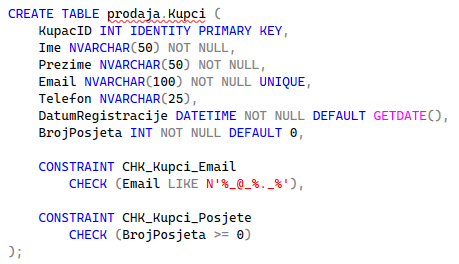 CREATE TABLE prodaja.Kupci (
    KupacID INT IDENTITY PRIMARY KEY,
    Ime NVARCHAR(50) NOT NULL,
    Prezime NVARCHAR(50) NOT NULL,
    Email NVARCHAR(100) NOT NULL UNIQUE,
    Telefon NVARCHAR(25),
    DatumRegistracije DATETIME NOT NULL DEFAULT GETDATE(),
    BrojPosjeta INT NOT NULL DEFAULT 0,
    CONSTRAINT CHK_Kupci_Email
        CHECK (Email LIKE N'%_@_%._%'),
    CONSTRAINT CHK_Kupci_Posjete
        CHECK (BrojPosjeta >= 0)
);